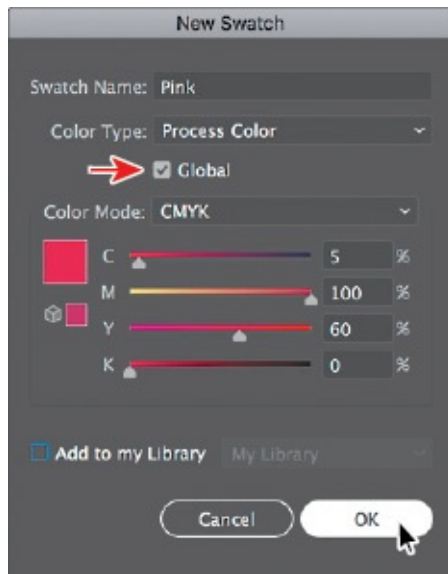 New Swatch
Swatch Name: Pink
Color Type: Process Color
Global
Color Mode: CMYK
C 5 %
M 100 %
Y 60 %
K 0 %
Add to my Library My Library
Cancel OK